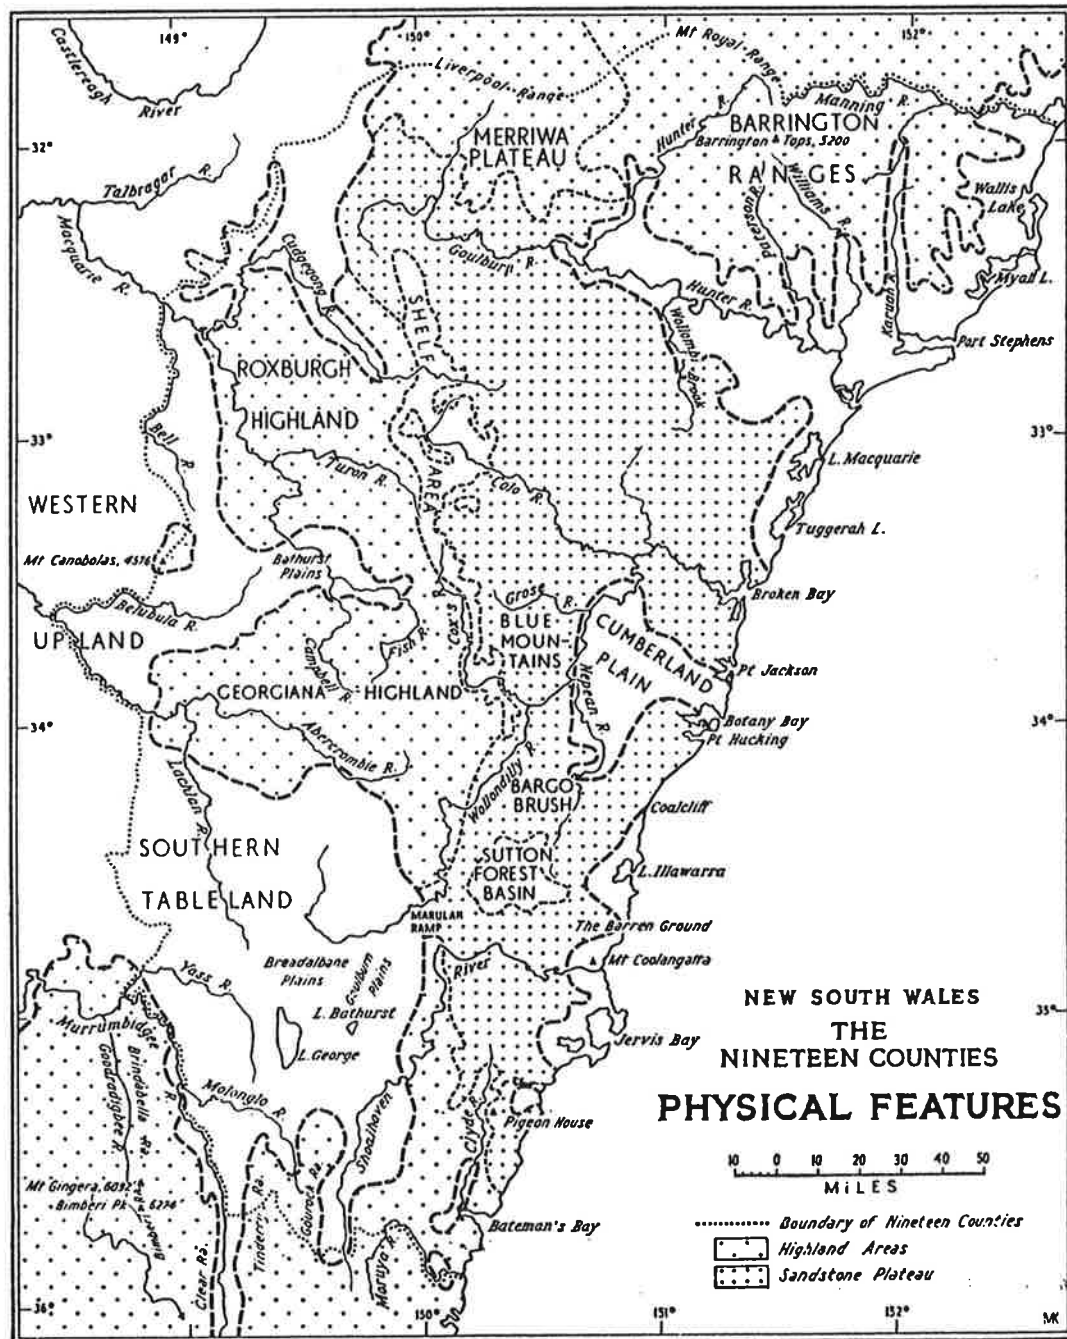 149°
150°
152°
Castlereagh
River
Liverpool Range
Mt Royal Range
Manning R.
Hunter R.
BARRINGTON
Barrington Tops, 5200
RANGES
MERRIWA
PLATEAU
32°
Talbragar R.
Macquarie R.
Cudgegong R.
Goulburn R.
Paterson R.
Williams R.
Wallis
Lake
Myall L.
Karuah R.
Hunter R.
Wollombi Brook
Port Stephens
SHELF
AREA
ROXBURGH
HIGHLAND
33°
33°
Bell R.
Turon R.
Colo R.
L. Macquarie
WESTERN
UPLAND
Tuggerah L.
Mt Canobolas, 4576
Bathurst
Plains
Belubula R.
Grose R.
Broken Bay
BLUE
MOUN-
TAINS
CUMBERLAND
PLAIN
Cox's R.
Fish R.
Campbell R.
Nepean R.
Pt Jackson
GEORGIANA HIGHLAND
34°
34°
Botany Bay
Pt Hacking
Abercrombie R.
Lachlan R.
Wollondilly R.
BARGO
BRUSH
Coalcliff
SOUTHERN
TABLELAND
SUTTON
FOREST
BASIN
L. Illawarra
MARULAN
RAMP
The Barren Ground
Mt Coolangatta
Yass R.
Breadalbane
Plains
Goulburn
Plains
L. Bathurst
L. George
River
Shoalhaven
35°
Jervis Bay
Murrumbidgee R.
Goodradigbee R.
Brindabella Ra.
Molonglo R.
Clyde R.
Pigeon House
Mt Gingera, 6092
Bimberi Pk 6274
Clear Ra.
Tinderri Ra.
Gourock Ra.
Bateman's Bay
Maruya R.
36°
150°
151°
152°
NEW SOUTH WALES
THE
NINETEEN COUNTIES
PHYSICAL FEATURES
10 0 10 20 30 40 50
MILES
Boundary of Nineteen Counties
Highland Areas
Sandstone Plateau
MK